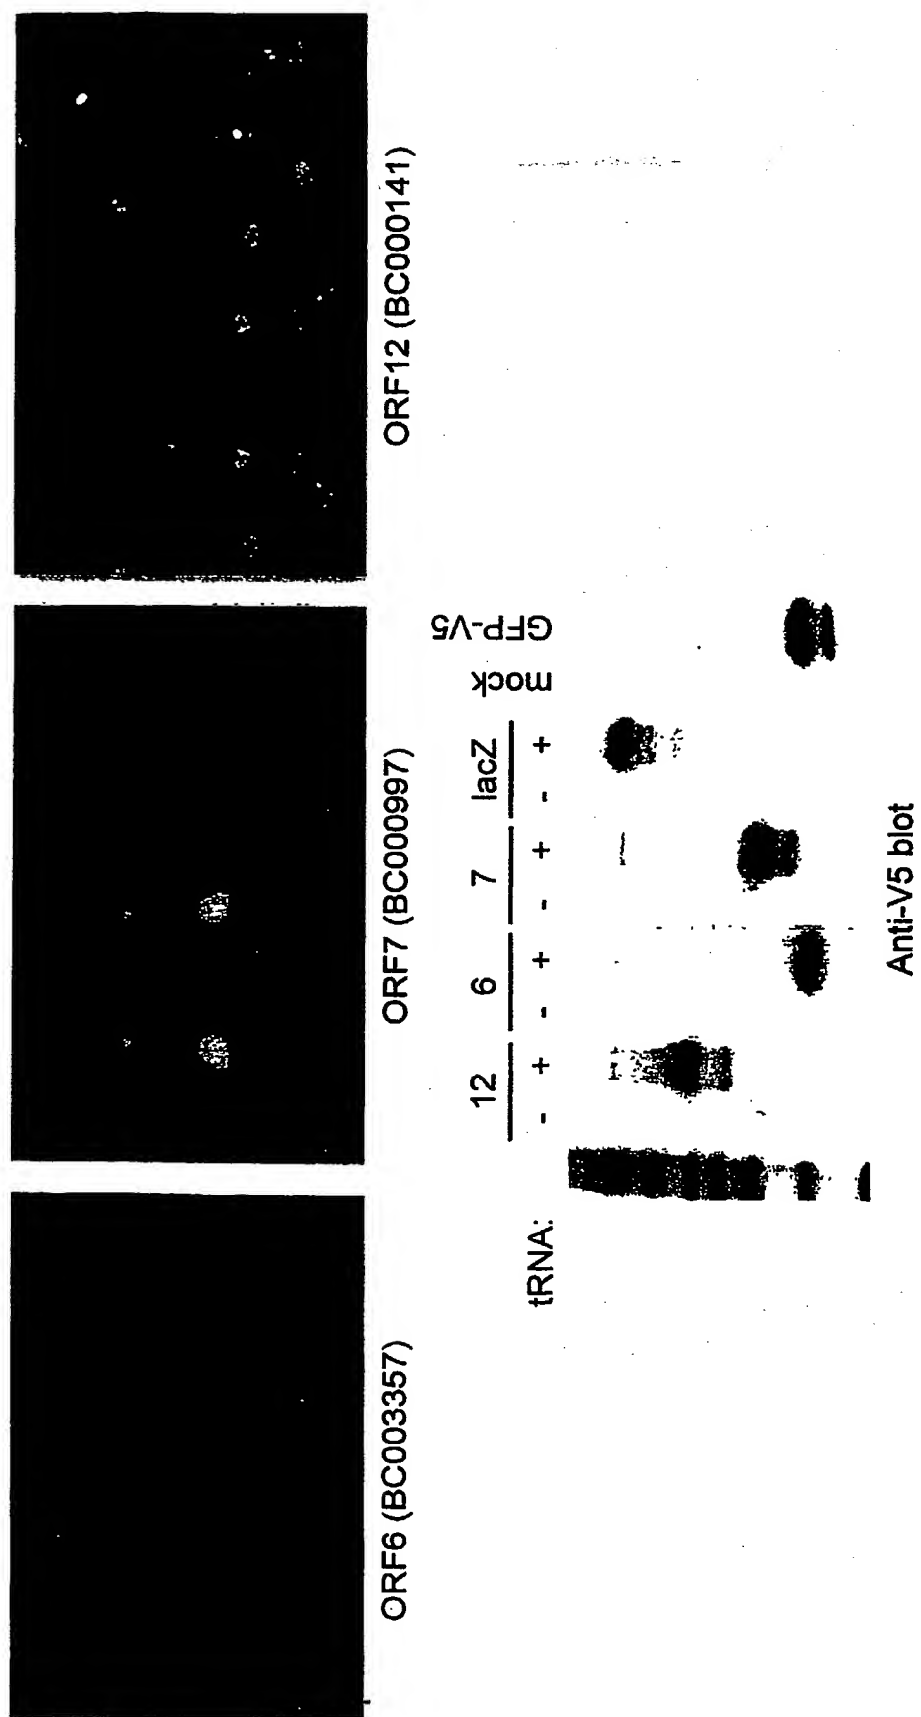 ORF6 (BC003357)
ORF7 (BC000997)
ORF12 (BC000141)
12
6
7
lacZ
mock
GFP-V5
tRNA:
-
+
-
+
-
+
-
+
Anti-V5 blot